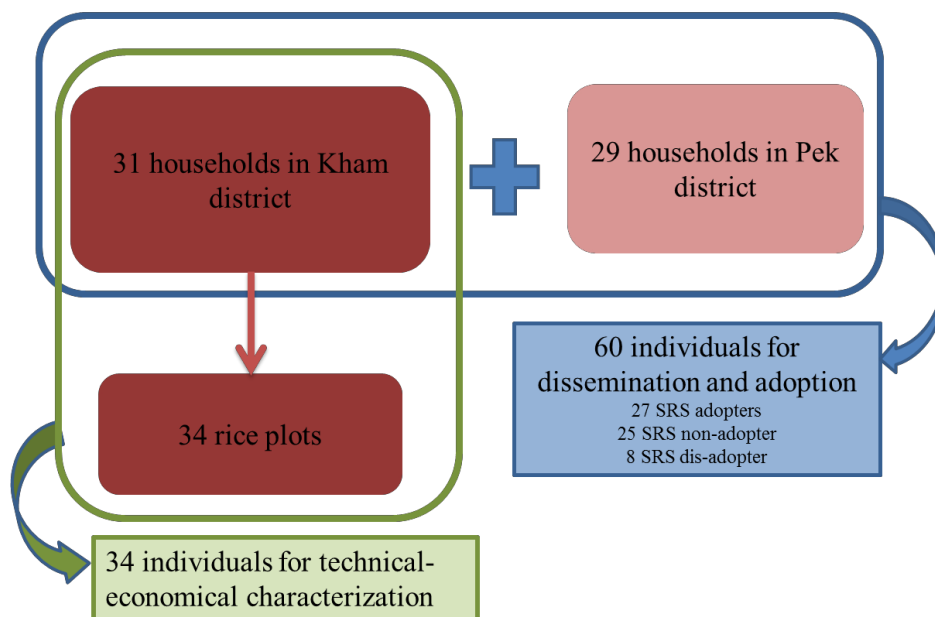 31 households in Kham
district
29 households in Pek
district
60 individuals for
dissemination and adoption
27 SRS adopters
25 SRS non-adopter
8 SRS dis-adopter
34 rice plots
34 individuals for technical-
economical characterization